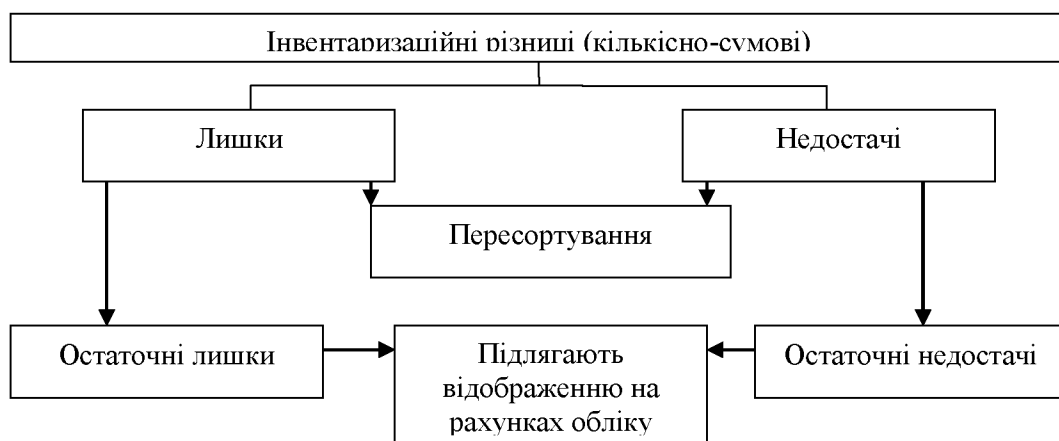 Інвентаризаційні різниці (кількісно-сумові)
Лишки
Недостачі
Пересортування
Остаточні лишки
Підлягають
відображенню на
рахунках обліку
Остаточні недостачі